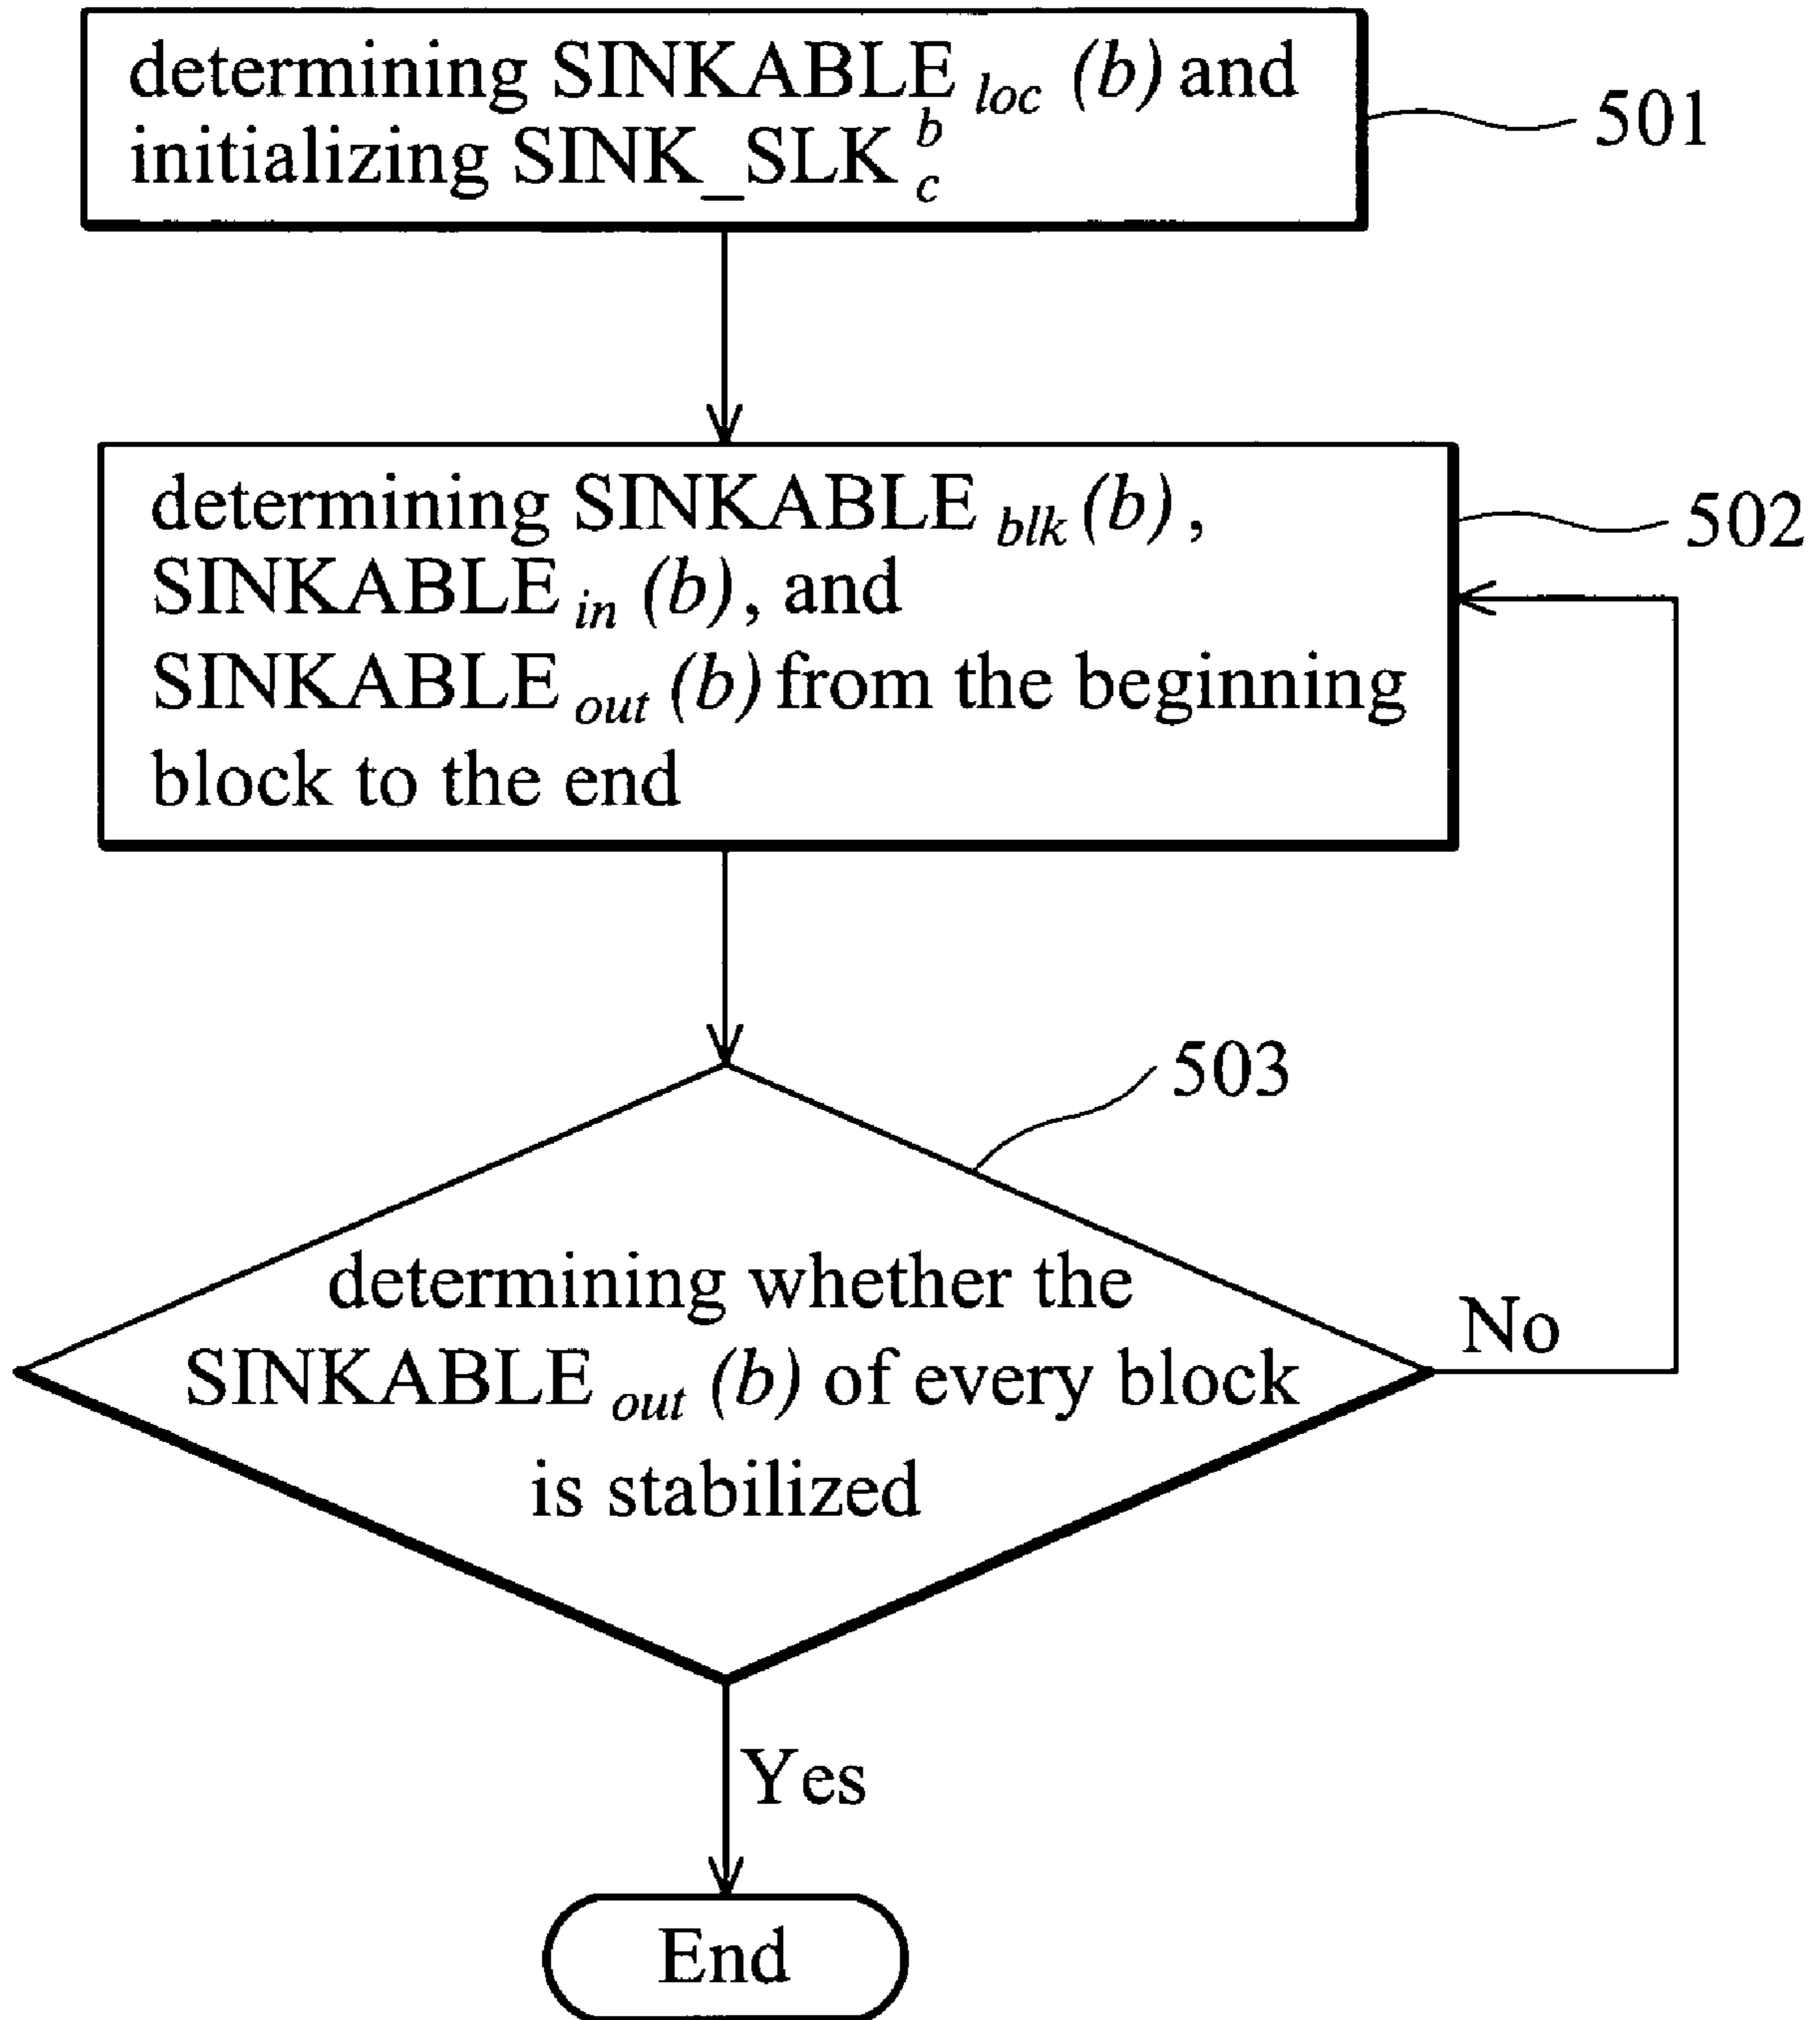 determining SINKABLE loc (b) and
initializing SINK_SLK b c
501
determining SINKABLE blk (b),
SINKABLE in (b), and
SINKABLE out (b) from the beginning
block to the end
502
503
determining whether the
SINKABLE out (b) of every block
is stabilized
No
Yes
End